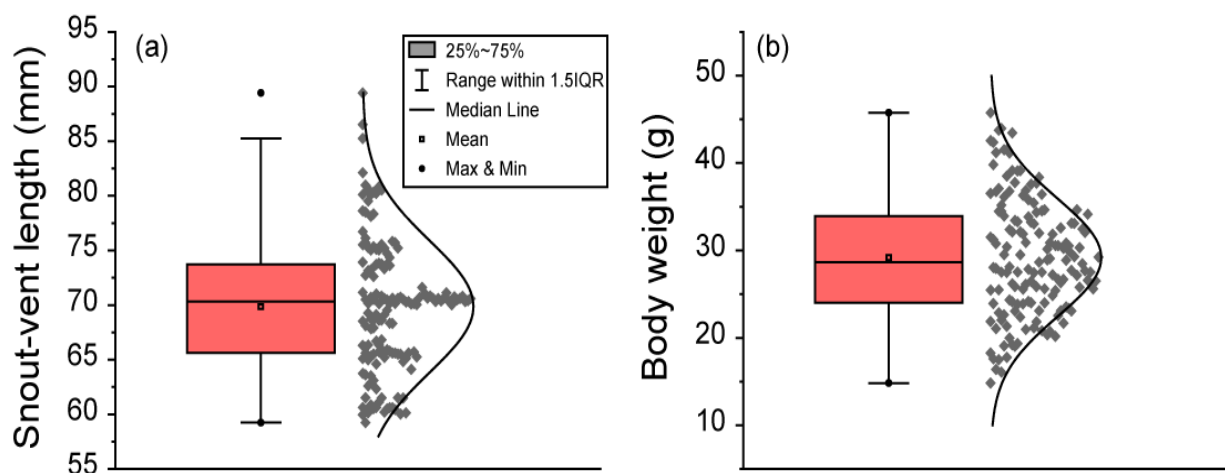 (a)
Snout-vent length (mm)
95
90
85
80
75
70
65
60
55
25%~75%
Range within 1.5IQR
Median Line
Mean
Max & Min
(b)
Body weight (g)
50
40
30
20
10